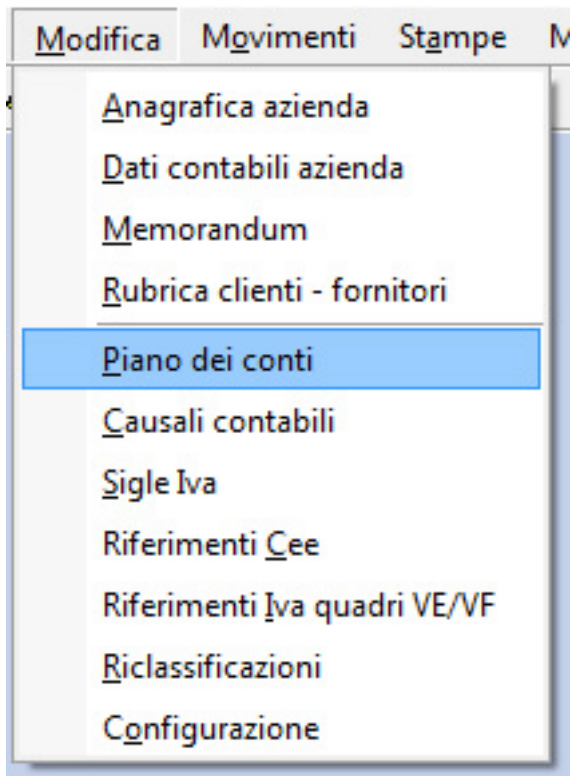 Modifica Movimenti Stampe M
Anagrafica azienda
Dati contabili azienda
Memorandum
Rubrica clienti - fornitori
Piano dei conti
Causali contabili
Sigle Iva
Riferimenti Cee
Riferimenti Iva quadri VE/VF
Riclassificazioni
Configurazione